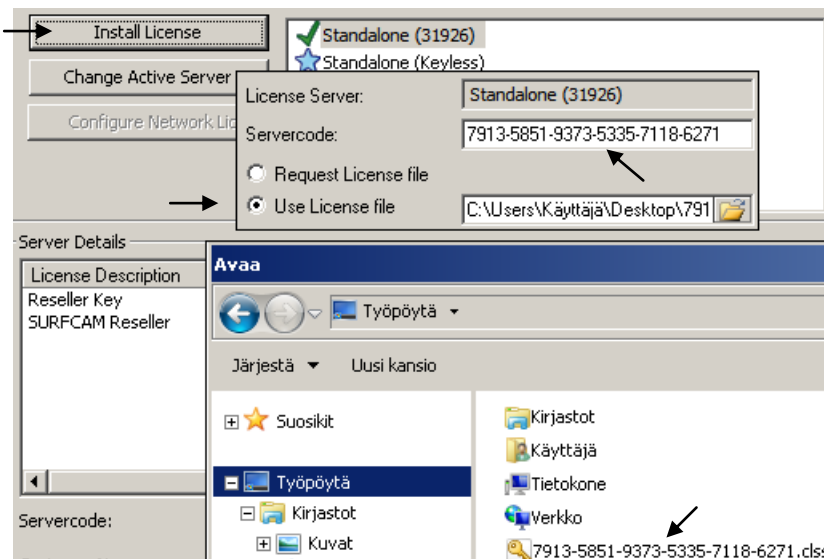 Install License
Standalone (31926)
Standalone (Keyless)
Change Active Server
License Server:
Standalone (31926)
Configure Network Lic
Servercode:
7913-5851-9373-5335-7118-6271
Request License file
Use License file
C:\Users\Käyttäjä\Desktop\791
Server Details
License Description
Reseller Key
SURFCAM Reseller
Avaa
Työpöytä
Järjestä
Uusi kansio
Suosikit
Työpöytä
Kirjastot
Kuvat
Kirjastot
Käyttäjä
Tietokone
Verkko
7913-5851-9373-5335-7118-6271.cls
Servercode: